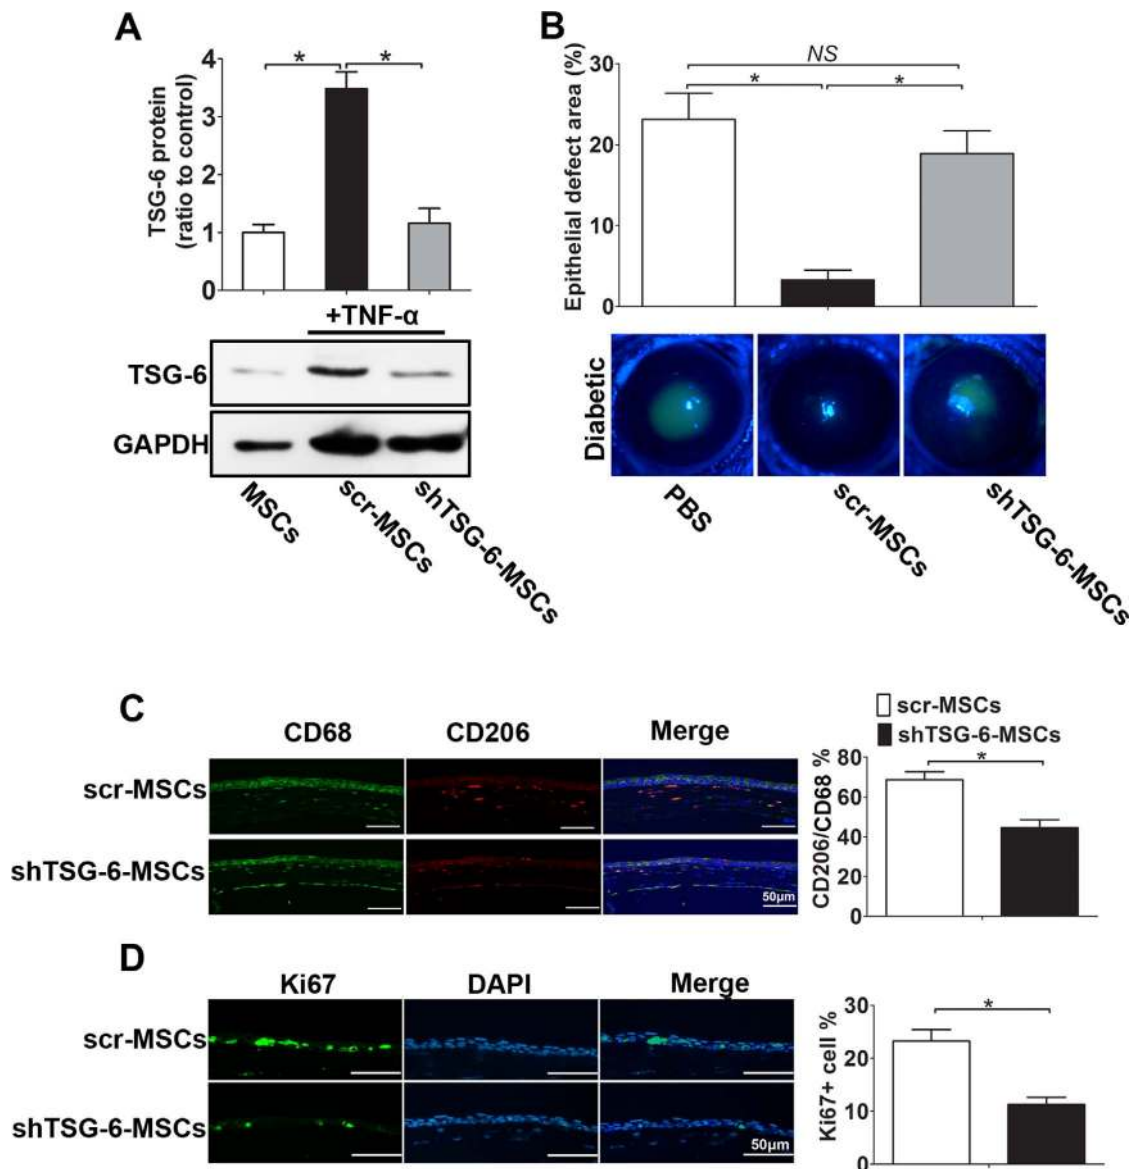 A
TSG-6 protein
(ratio to control)
4
3
2
1
0
*
*
+TNF-α
TSG-6
GAPDH
MSCs
scr-MSCs
shTSG-6-MSCs
B
Epithelial defect area (%)
30
20
10
0
NS
*
*
Diabetic
PBS
scr-MSCs
shTSG-6-MSCs
C
CD68
CD206
Merge
scr-MSCs
shTSG-6-MSCs
50μm
scr-MSCs
shTSG-6-MSCs
CD206/CD68 %
80
60
40
20
0
*
D
Ki67
DAPI
Merge
scr-MSCs
shTSG-6-MSCs
50μm
Ki67+ cell %
30
20
10
0
*